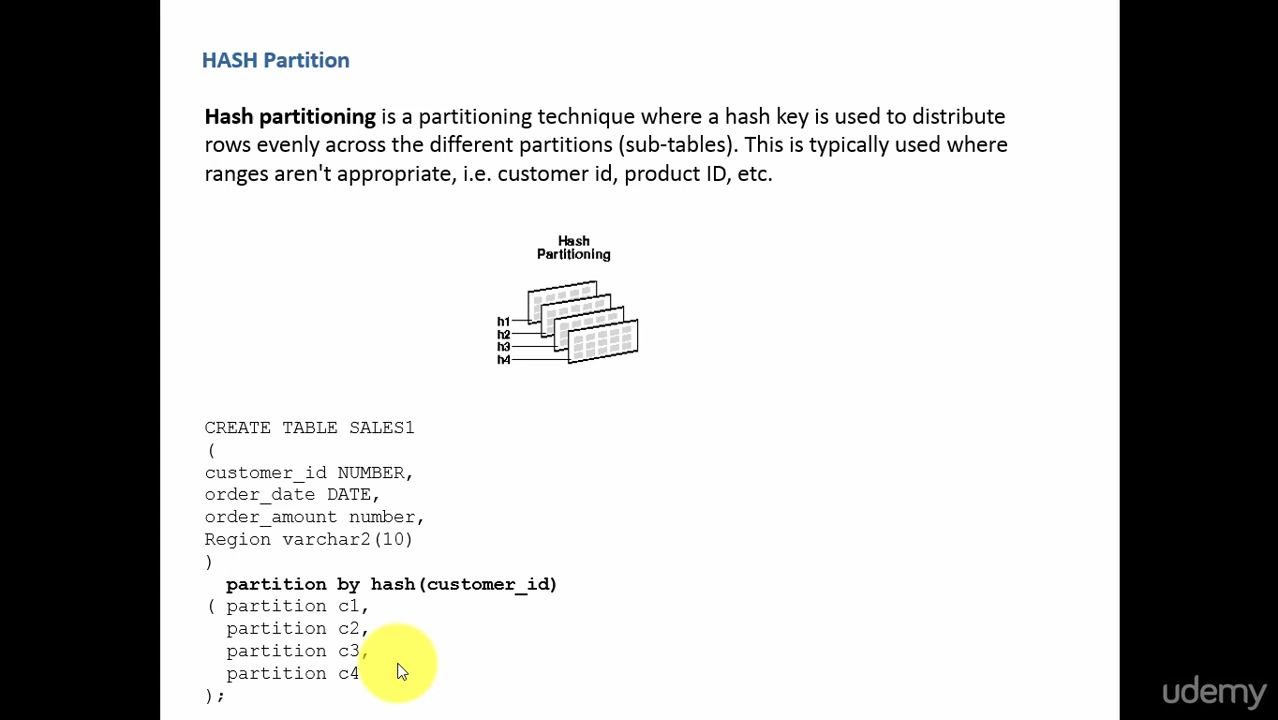 HASH Partition
Hash partitioning is a partitioning technique where a hash key is used to distribute
rows evenly across the different partitions (sub-tables). This is typically used where
ranges aren't appropriate, i.e. customer id, product ID, etc.
Hash
Partitioning
h1
h2
h3
h4
CREATE TABLE SALES1
(
customer_id NUMBER,
order_date DATE,
order_amount number,
Region varchar2(10)
)
partition by hash(customer_id)
( partition c1,
partition c2,
partition c3,
partition c4
);
udemy